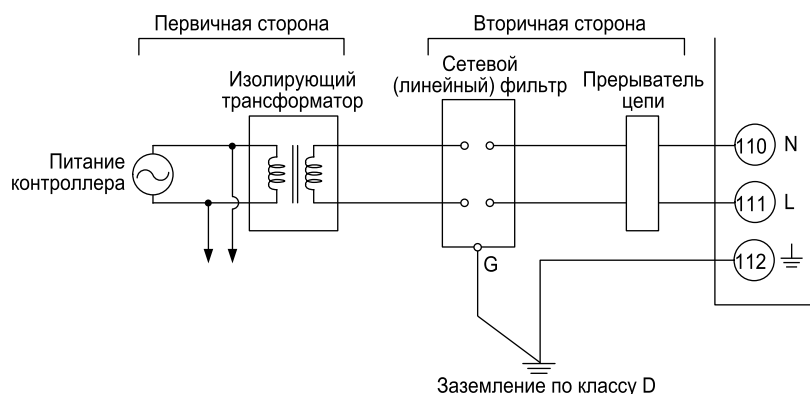 Первичная сторона
Вторичная сторона
Изолирующий
трансформатор
Сетевой
(линейный) фильтр
Прерыватель
цепи
Питание
контроллера
110 N
111 L
112
G
Заземление по классу D